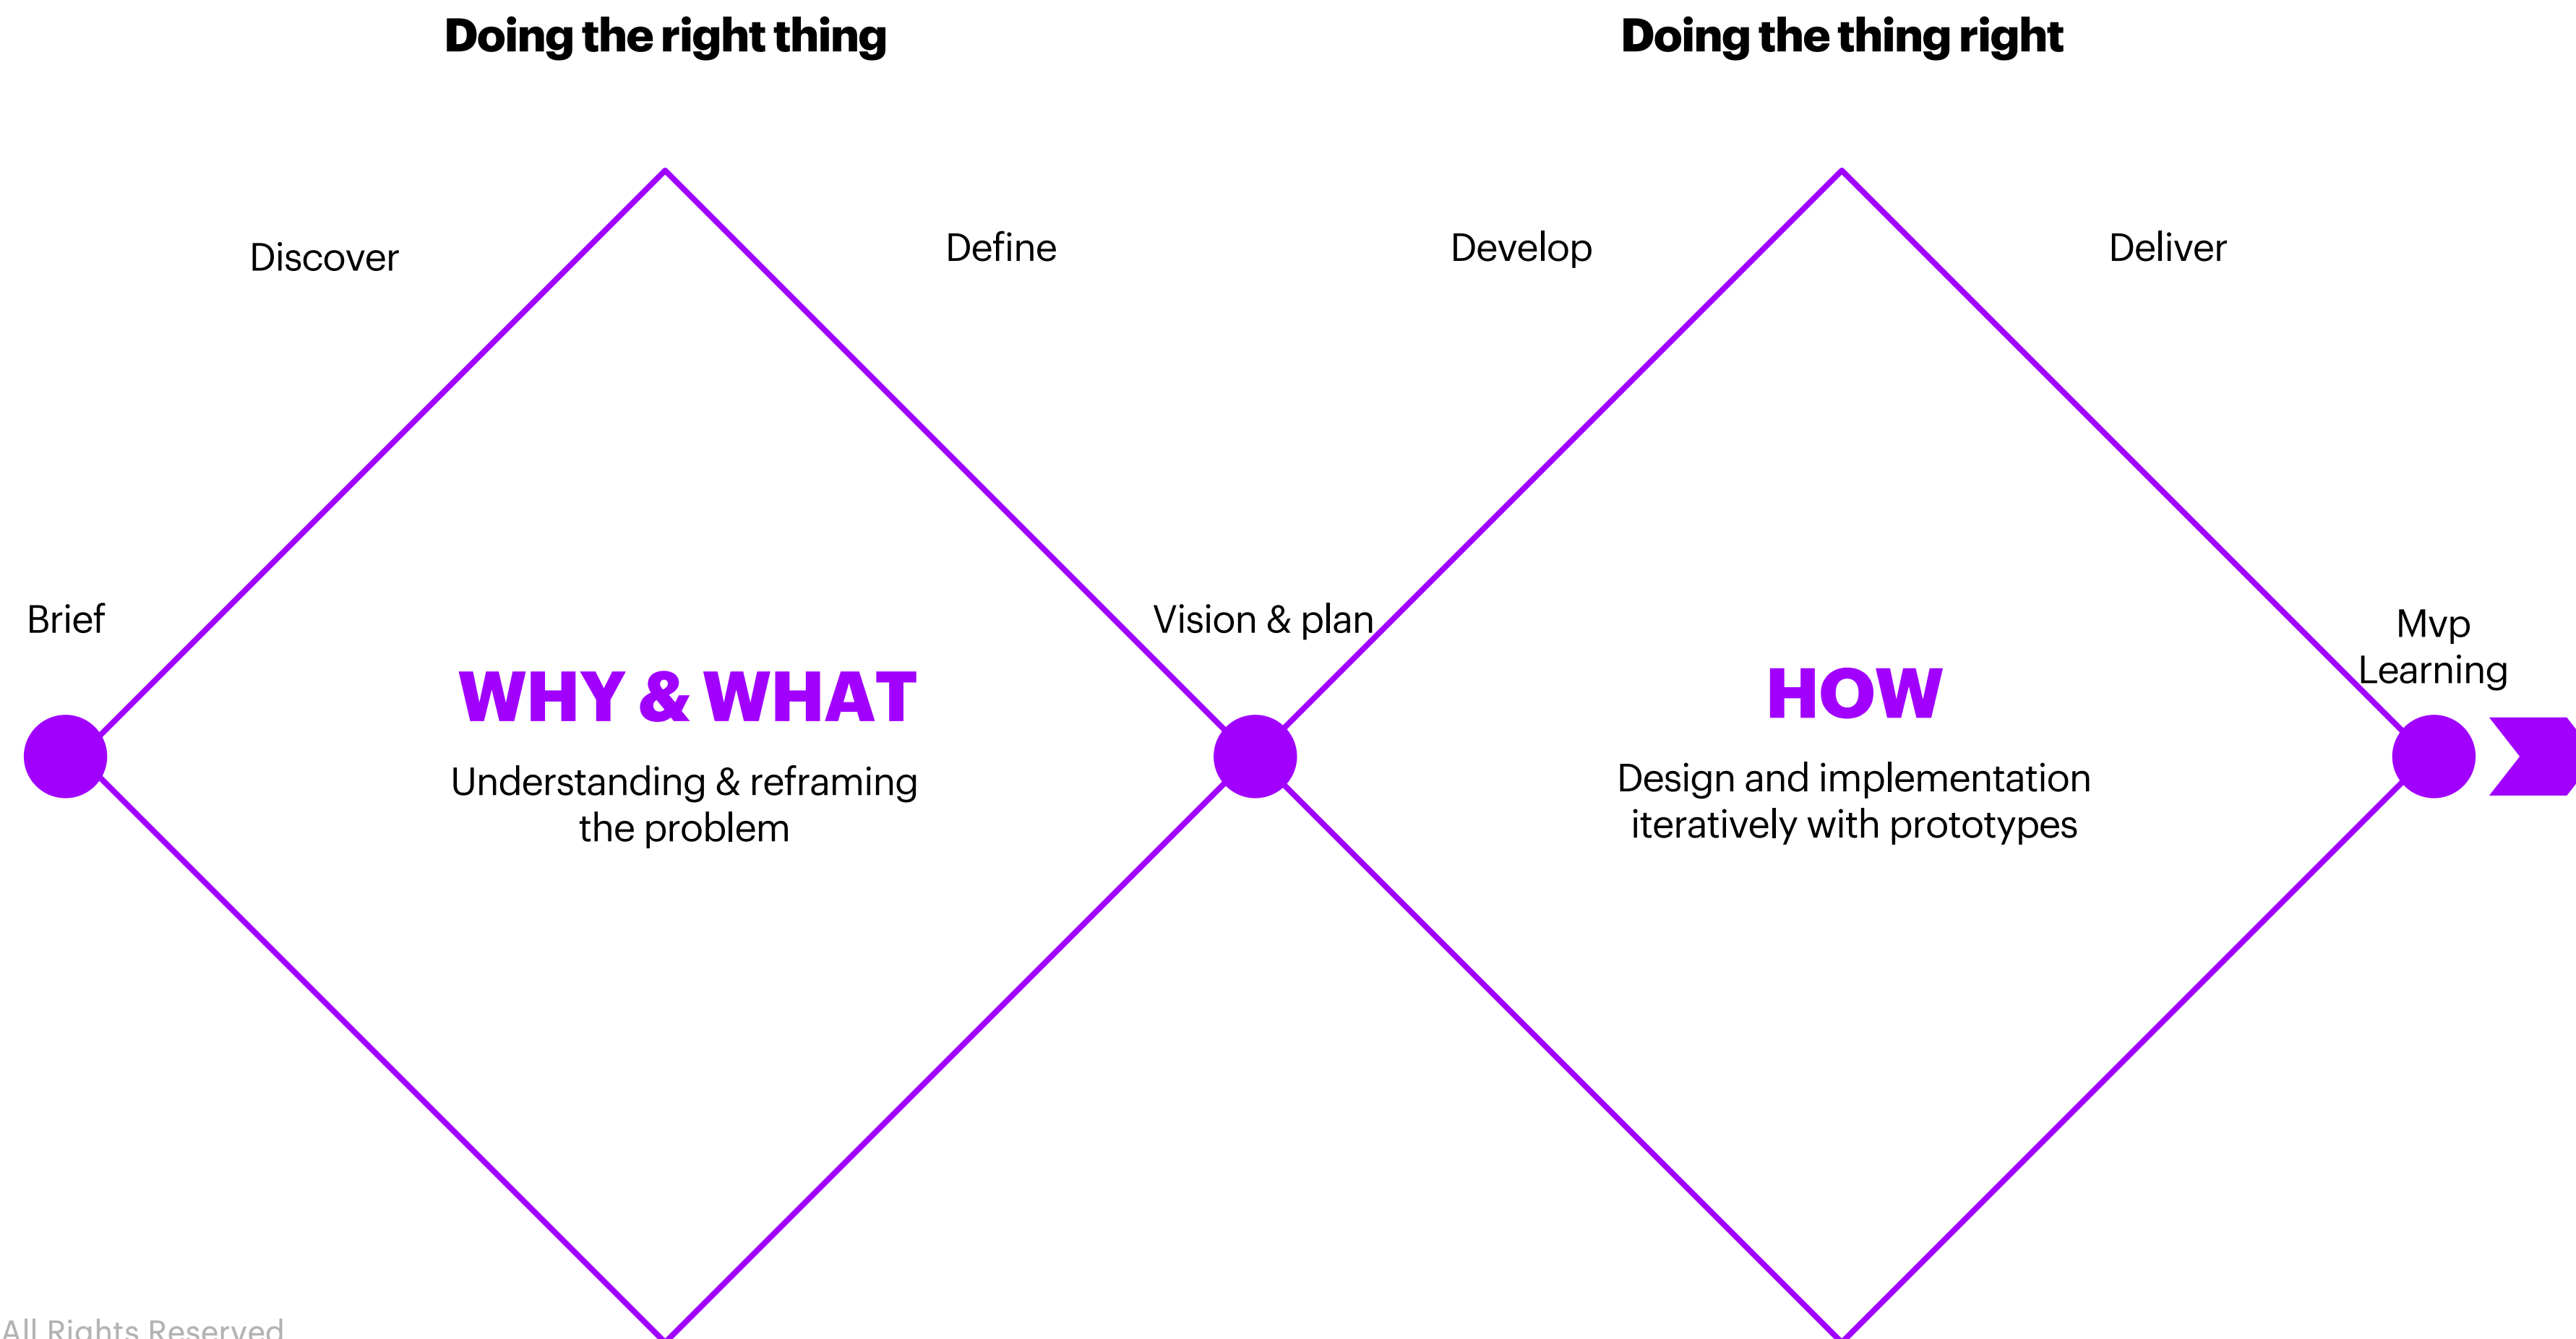 Doing the right thing
Doing the thing right
Discover
Define
Develop
Deliver
Brief
Vision & plan
Mvp
Learning
WHY & WHAT
Understanding & reframing
the problem
HOW
Design and implementation
iteratively with prototypes
All Rights Reserved